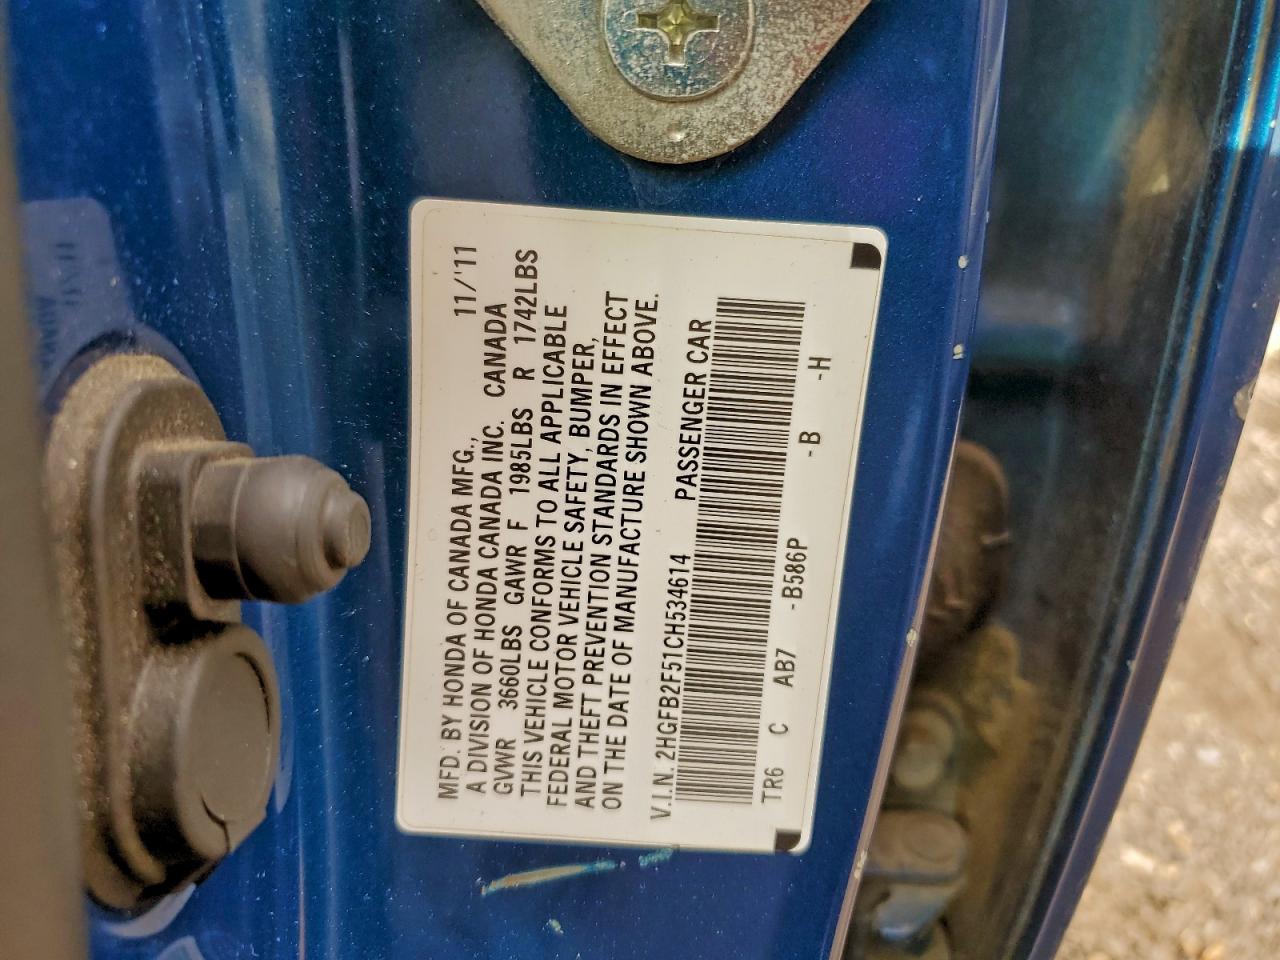 MFD. BY HONDA OF CANADA MFG., 11/'11
A DIVISION OF HONDA CANADA INC. CANADA
GVWR 3660LBS GAWR F 1985LBS R 1742LBS
THIS VEHICLE CONFORMS TO ALL APPLICABLE
FEDERAL MOTOR VEHICLE SAFETY, BUMPER,
AND THEFT PREVENTION STANDARDS IN EFFECT
ON THE DATE OF MANUFACTURE SHOWN ABOVE.
V.I.N. 2HGFB2F51CH534614 PASSENGER CAR
TR6 C AB7 -B586P -B -H